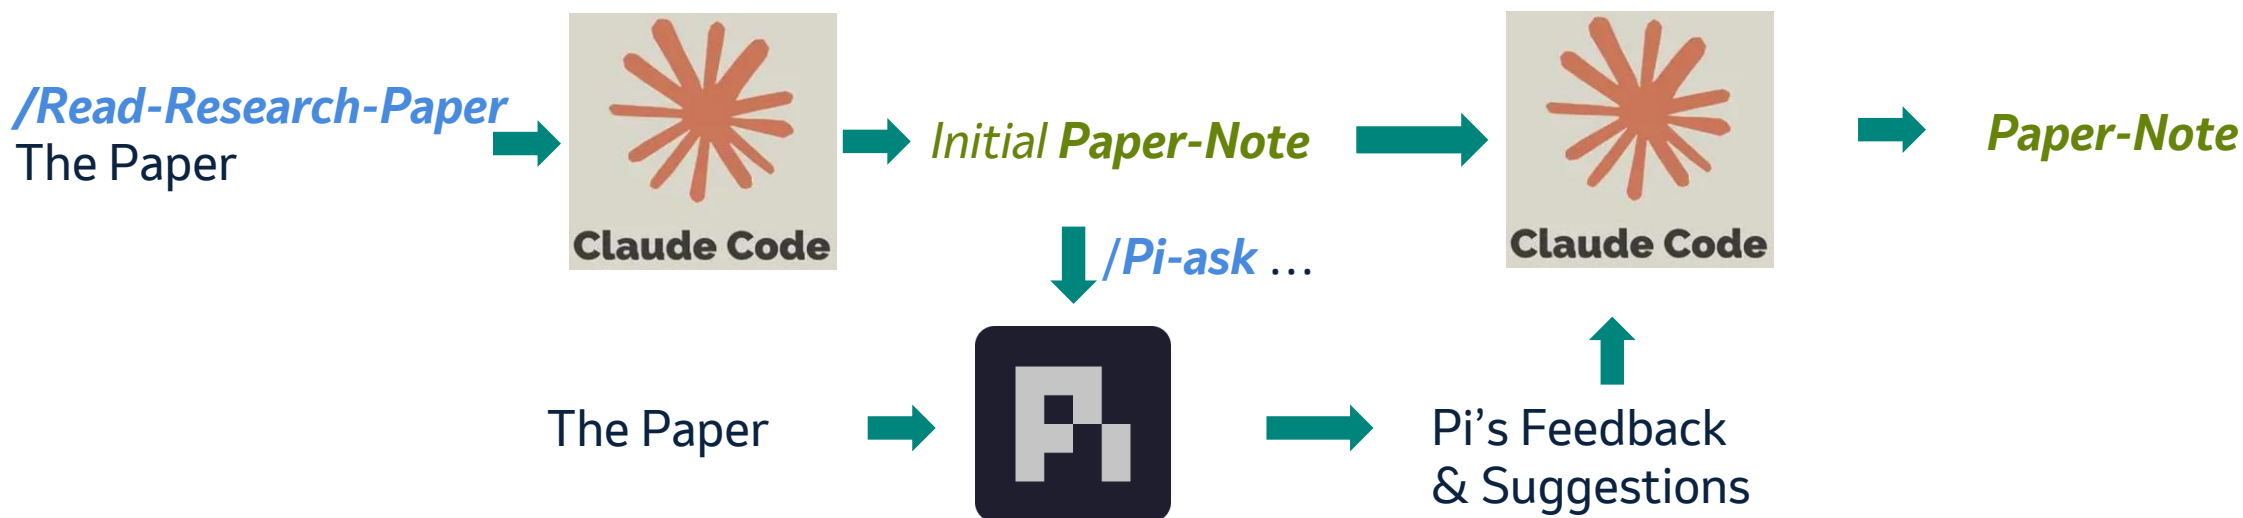 /Read-Research-Paper
The Paper
Claude Code
Initial Paper-Note
Claude Code
Paper-Note
/Pi-ask ...
The Paper
Pi
Pi’s Feedback
& Suggestions